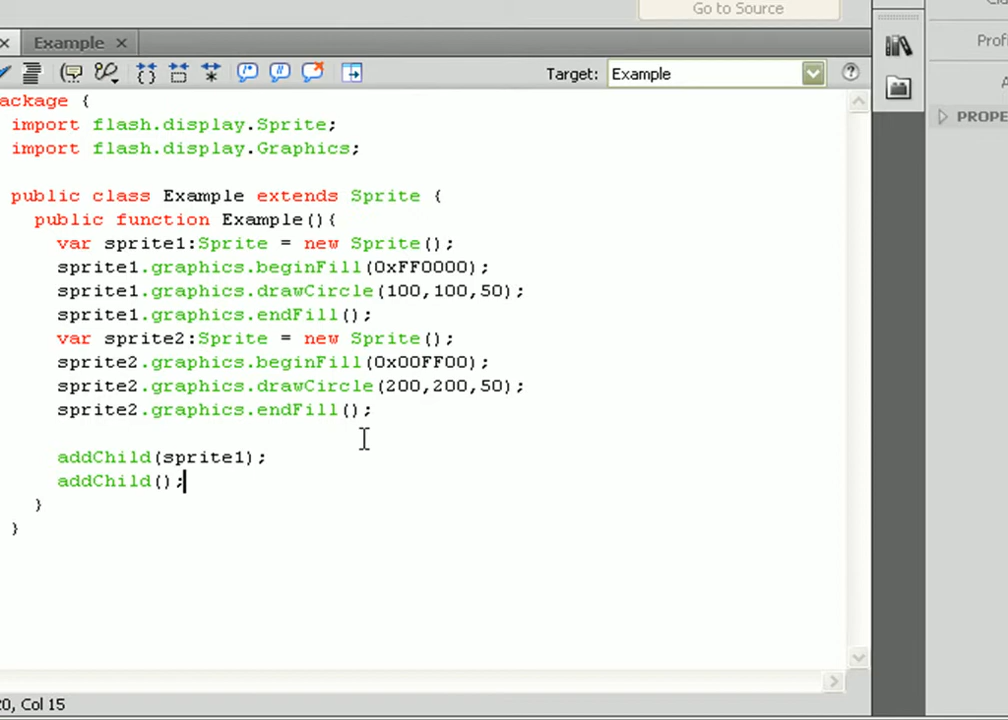 Go to Source
Example
Target: Example
Profi
PROPE
ackage {
import flash.display.Sprite;
import flash.display.Graphics;
public class Example extends Sprite {
public function Example(){
var sprite1:Sprite = new Sprite();
sprite1.graphics.beginFill(0xFF0000);
sprite1.graphics.drawCircle(100,100,50);
sprite1.graphics.endFill();
var sprite2:Sprite = new Sprite();
sprite2.graphics.beginFill(0x00FF00);
sprite2.graphics.drawCircle(200,200,50);
sprite2.graphics.endFill();
addChild(sprite1);
addChild();
}
}
0, Col 15